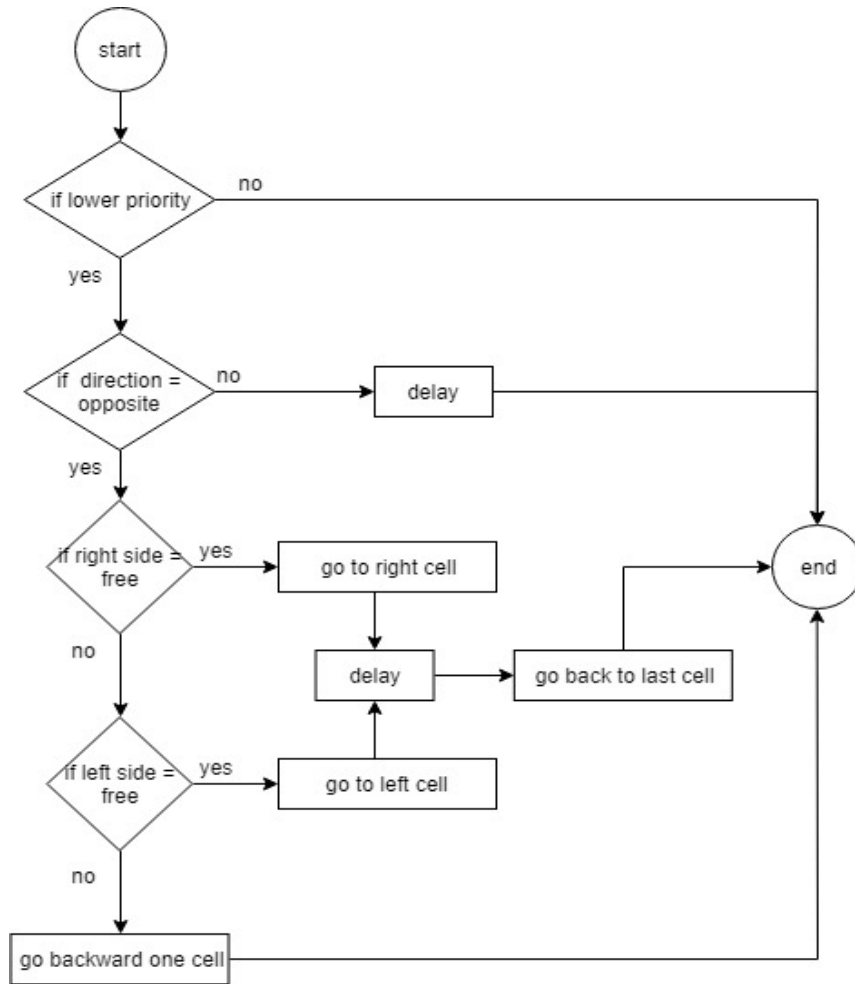 start
if lower priority
no
yes
if direction =
opposite
no
delay
yes
if right side =
free
yes
go to right cell
end
no
delay
go back to last cell
if left side =
free
yes
go to left cell
no
go backward one cell